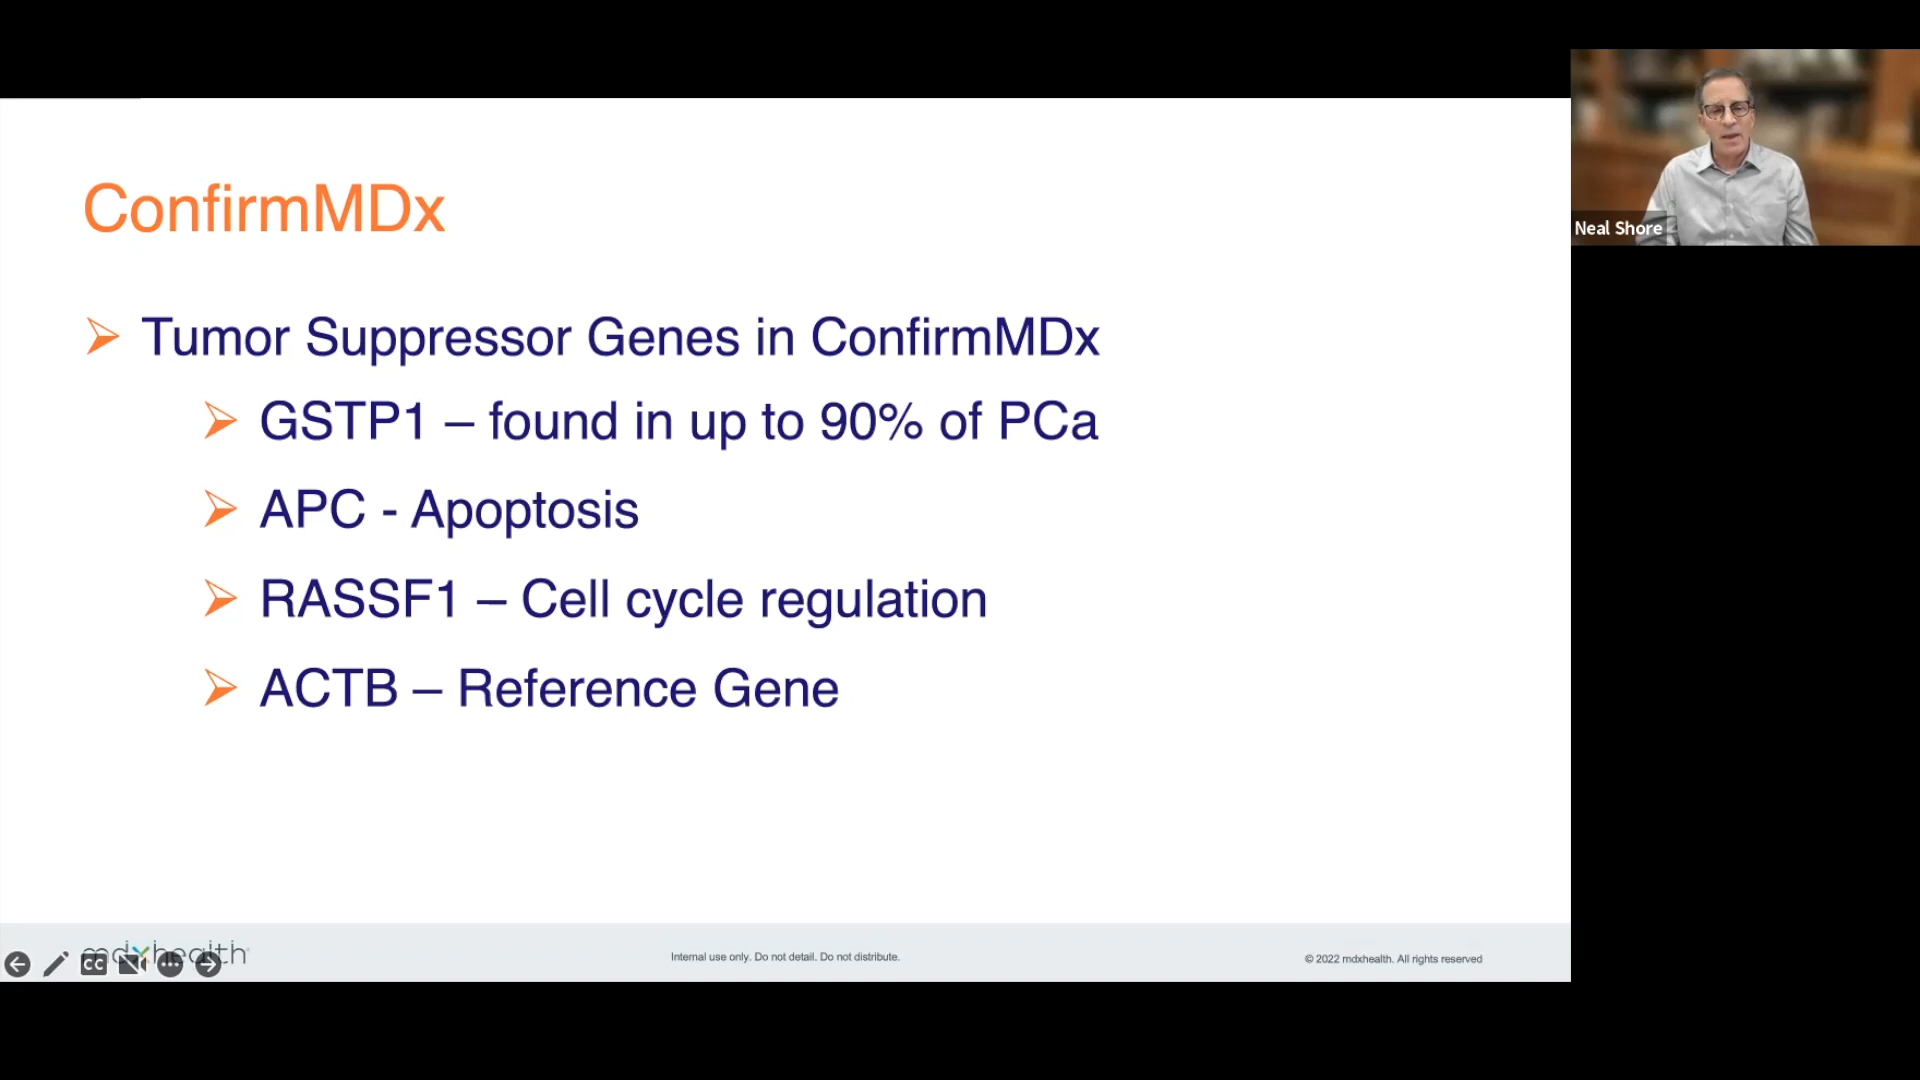 ConfirmMDx
Tumor Suppressor Genes in ConfirmMDx
GSTP1 – found in up to 90% of PCa
APC - Apoptosis
RASSF1 – Cell cycle regulation
ACTB – Reference Gene
Neal Shore
mdxhealth
CC
Internal use only. Do not detail. Do not distribute.
© 2022 mdxhealth. All rights reserved